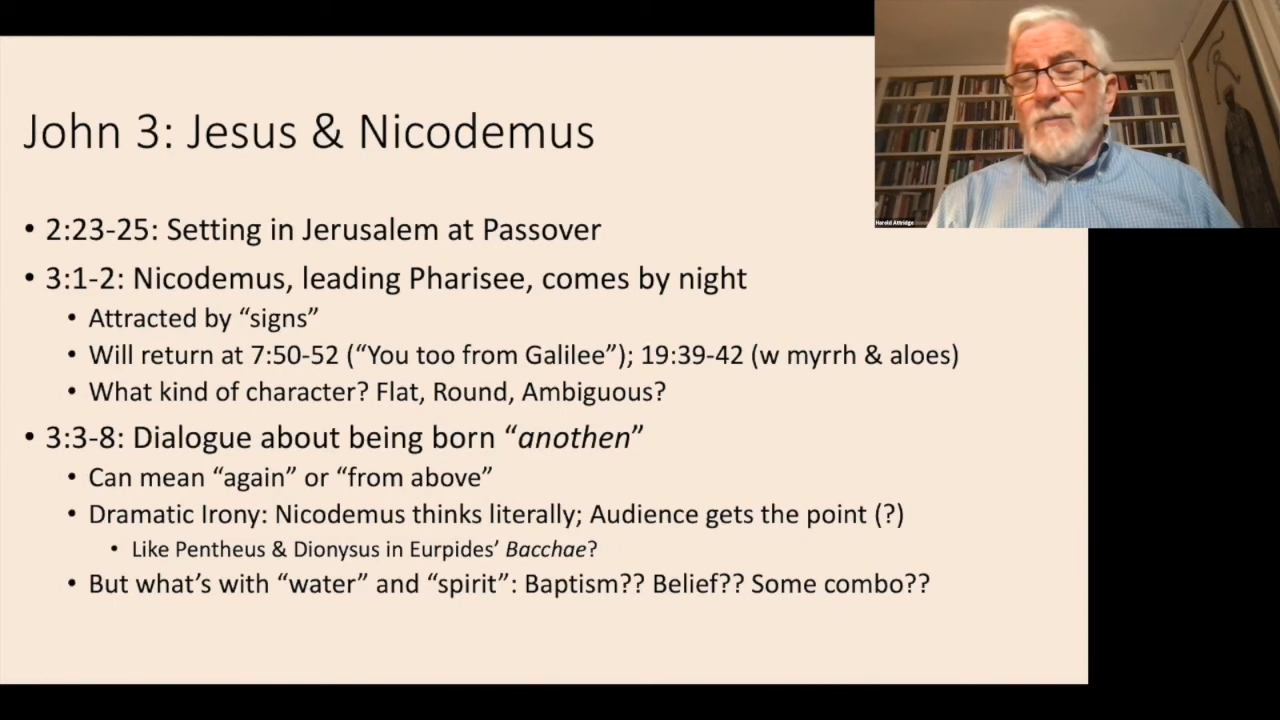 John 3: Jesus & Nicodemus
• 2:23-25: Setting in Jerusalem at Passover
• 3:1-2: Nicodemus, leading Pharisee, comes by night
• Attracted by “signs”
• Will return at 7:50-52 (“You too from Galilee”); 19:39-42 (w myrrh & aloes)
• What kind of character? Flat, Round, Ambiguous?
• 3:3-8: Dialogue about being born “anothen”
• Can mean “again” or “from above”
• Dramatic Irony: Nicodemus thinks literally; Audience gets the point (?)
• Like Pentheus & Dionysus in Eurpides’ Bacchae?
• But what’s with “water” and “spirit”: Baptism?? Belief?? Some combo??
Harold Attridge